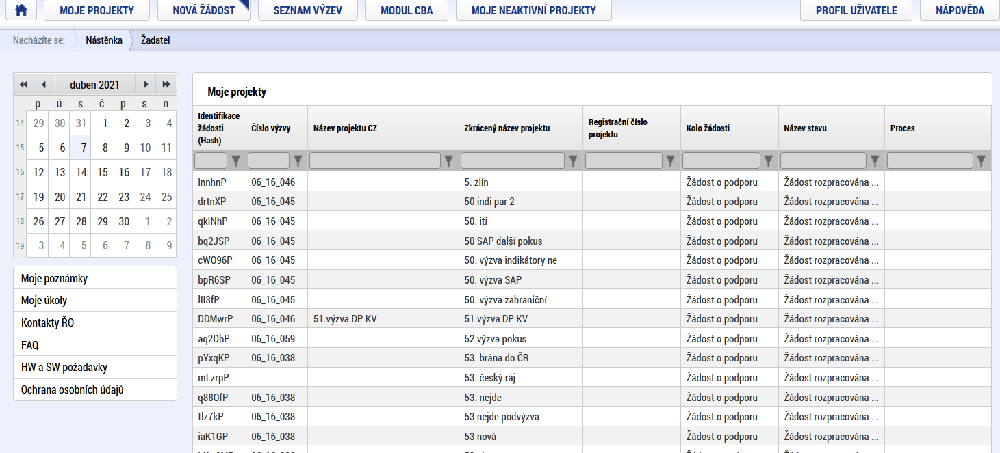 MOJE PROJEKTY NOVÁ ŽÁDOST SEZNAM VÝZEV MODUL CBA MOJE NEAKTIVNÍ PROJEKTY PROFIL UŽIVATELE NÁPOVĚDA
Nacházíte se: Nástěnka Žadatel
duben 2021
p ú s č p s n
14 29 30 31 1 2 3 4
15 5 6 7 8 9 10 11
16 12 13 14 15 16 17 18
17 19 20 21 22 23 24 25
18 26 27 28 29 30 1 2
19 3 4 5 6 7 8 9
Moje poznámky
Moje úkoly
Kontakty ŘO
FAQ
HW a SW požadavky
Ochrana osobních údajů
Moje projekty
Identifikace žádosti (Hash) Číslo výzvy Název projektu CZ Zkrácený název projektu Registrační číslo projektu Kolo žádosti Název stavu Proces
lnnhnP 06_16_046 5. zlín Žádost o podporu Žádost rozpracována ...
drtnXP 06_16_045 50 indi par 2 Žádost o podporu Žádost rozpracována ...
qkINhP 06_16_045 50. iti Žádost o podporu Žádost rozpracována ...
bq2JSP 06_16_045 50 SAP další pokus Žádost o podporu Žádost rozpracována ...
cWO96P 06_16_045 50. výzva indikátory ne Žádost o podporu Žádost rozpracována ...
bpR6SP 06_16_045 50. výzva SAP Žádost o podporu Žádost rozpracována ...
lII3fP 06_16_045 50. výzva zahraniční Žádost o podporu Žádost rozpracována ...
DDMwrP 06_16_046 51.výzva DP KV 51.výzva DP KV Žádost o podporu Žádost rozpracována ...
aq2DhP 06_16_059 52 výzva pokus Žádost o podporu Žádost rozpracována ...
pYxqKP 06_16_038 53. brána do ČR Žádost o podporu Žádost rozpracována ...
mLzrpP 53. český ráj Žádost o podporu Žádost rozpracována ...
q88OfP 06_16_038 53. nejde Žádost o podporu Žádost rozpracována ...
tlz7kP 06_16_038 53 nejde podvýzva Žádost o podporu Žádost rozpracována ...
iaK1GP 06_16_038 53 nová Žádost o podporu Žádost rozpracována ...